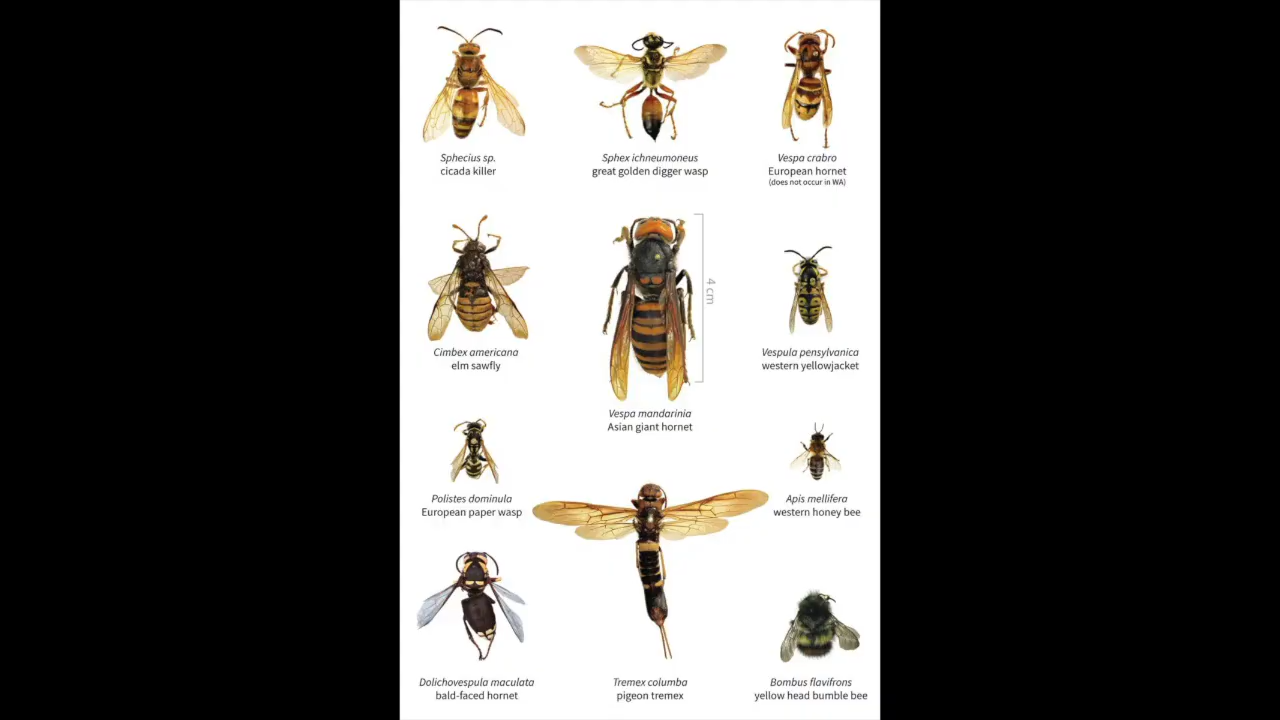 Sphecius sp.
cicada killer
Sphex ichneumoneus
great golden digger wasp
Vespa crabro
European hornet
(does not occur in WA)
Cimbex americana
elm sawfly
4 cm
Vespa mandarinia
Asian giant hornet
Vespula pensylvanica
western yellowjacket
Polistes dominula
European paper wasp
Apis mellifera
western honey bee
Dolichovespula maculata
bald-faced hornet
Tremex columba
pigeon tremex
Bombus flavifrons
yellow head bumble bee